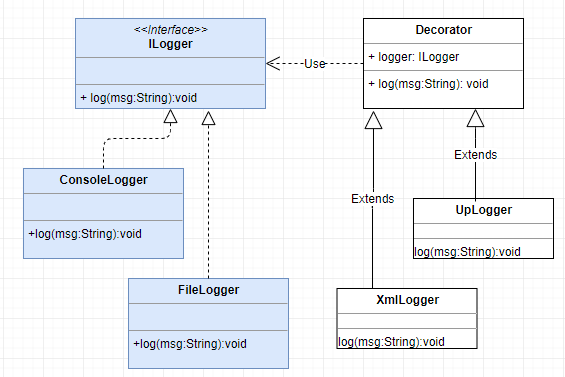 <<interface>>
ILogger
+ log(msg:String):void
Decorator
+ logger: ILogger
+ log(msg:String): void
Use
ConsoleLogger
+log(msg:String):void
Extends
Extends
UpLogger
log(msg:String):void
FileLogger
+log(msg:String):void
XmlLogger
log(msg:String):void